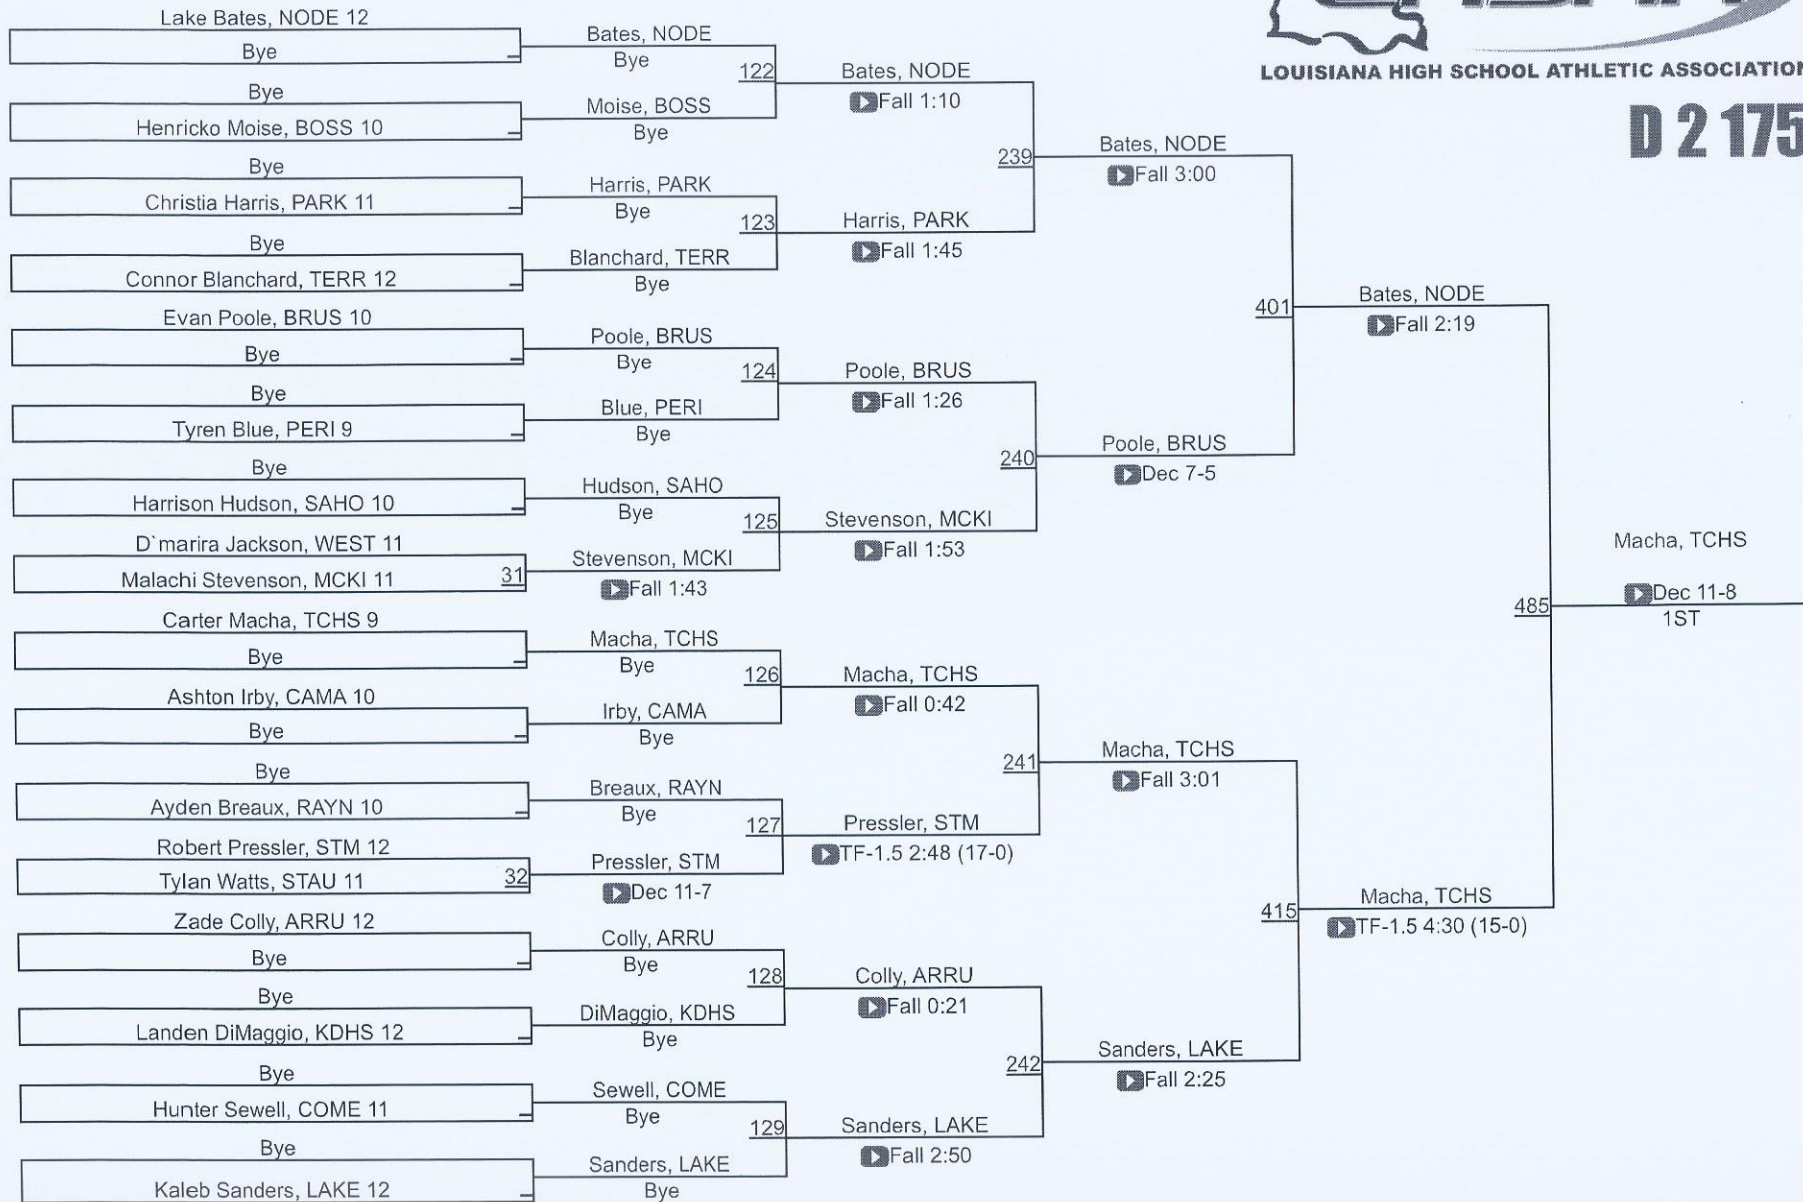 LOUISIANA HIGH SCHOOL ATHLETIC ASSOCIATION
D 2 175
Lake Bates, NODE 12
Bye
Bye
Henricko Moise, BOSS 10
Bye
Christia Harris, PARK 11
Bye
Connor Blanchard, TERR 12
Evan Poole, BRUS 10
Bye
Bye
Tyren Blue, PERI 9
Bye
Harrison Hudson, SAHO 10
D`marira Jackson, WEST 11
Malachi Stevenson, MCKI 11
31
Carter Macha, TCHS 9
Bye
Ashton Irby, CAMA 10
Bye
Bye
Ayden Breaux, RAYN 10
Robert Pressler, STM 12
Tylan Watts, STAU 11
32
Zade Colly, ARRU 12
Bye
Bye
Landen DiMaggio, KDHS 12
Bye
Hunter Sewell, COME 11
Bye
Kaleb Sanders, LAKE 12
Bates, NODE
Bye
122
Moise, BOSS
Bye
Harris, PARK
Bye
123
Blanchard, TERR
Bye
Poole, BRUS
Bye
124
Blue, PERI
Bye
Hudson, SAHO
Bye
125
Stevenson, MCKI
Fall 1:43
Macha, TCHS
Bye
126
Irby, CAMA
Bye
Breaux, RAYN
Bye
127
Pressler, STM
Dec 11-7
Colly, ARRU
Bye
128
DiMaggio, KDHS
Bye
Sewell, COME
Bye
129
Sanders, LAKE
Bye
Bates, NODE
Fall 1:10
239
Harris, PARK
Fall 1:45
Poole, BRUS
Fall 1:26
240
Stevenson, MCKI
Fall 1:53
Macha, TCHS
Fall 0:42
241
Pressler, STM
TF-1.5 2:48 (17-0)
Colly, ARRU
Fall 0:21
242
Sanders, LAKE
Fall 2:50
Bates, NODE
Fall 3:00
401
Poole, BRUS
Dec 7-5
Macha, TCHS
Fall 3:01
415
Sanders, LAKE
Fall 2:25
Bates, NODE
Fall 2:19
485
Macha, TCHS
TF-1.5 4:30 (15-0)
Macha, TCHS
Dec 11-8
1ST